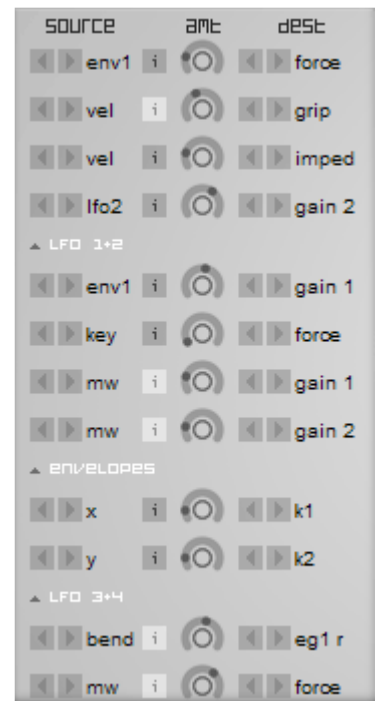 source amt dest
env1 i force
vel i grip
vel i imped
lfo2 i gain 2
LFO 1+2
env1 i gain 1
key i force
mw i gain 1
mw i gain 2
envelopes
x i k1
y i k2
LFO 3+4
bend i eg1 r
mw i force